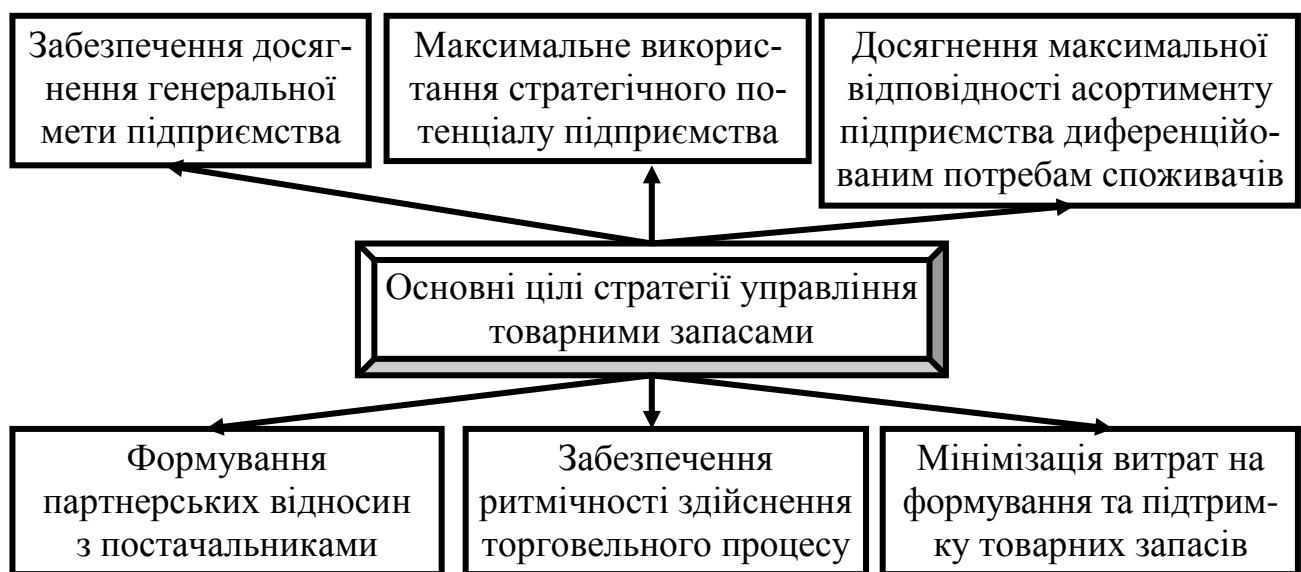 Забезпечення досяг-
нення генеральної
мети підприємства
Максимальне викорис-
тання стратегічного по-
тенціалу підприємства
Досягнення максимальної
відповідності асортименту
підприємства диференційо-
ваним потребам споживачів
Основні цілі стратегії управління
товарними запасами
Формування
партнерських відносин
з постачальниками
Забезпечення
ритмічності здійснення
торговельного процесу
Мінімізація витрат на
формування та підтрим-
ку товарних запасів